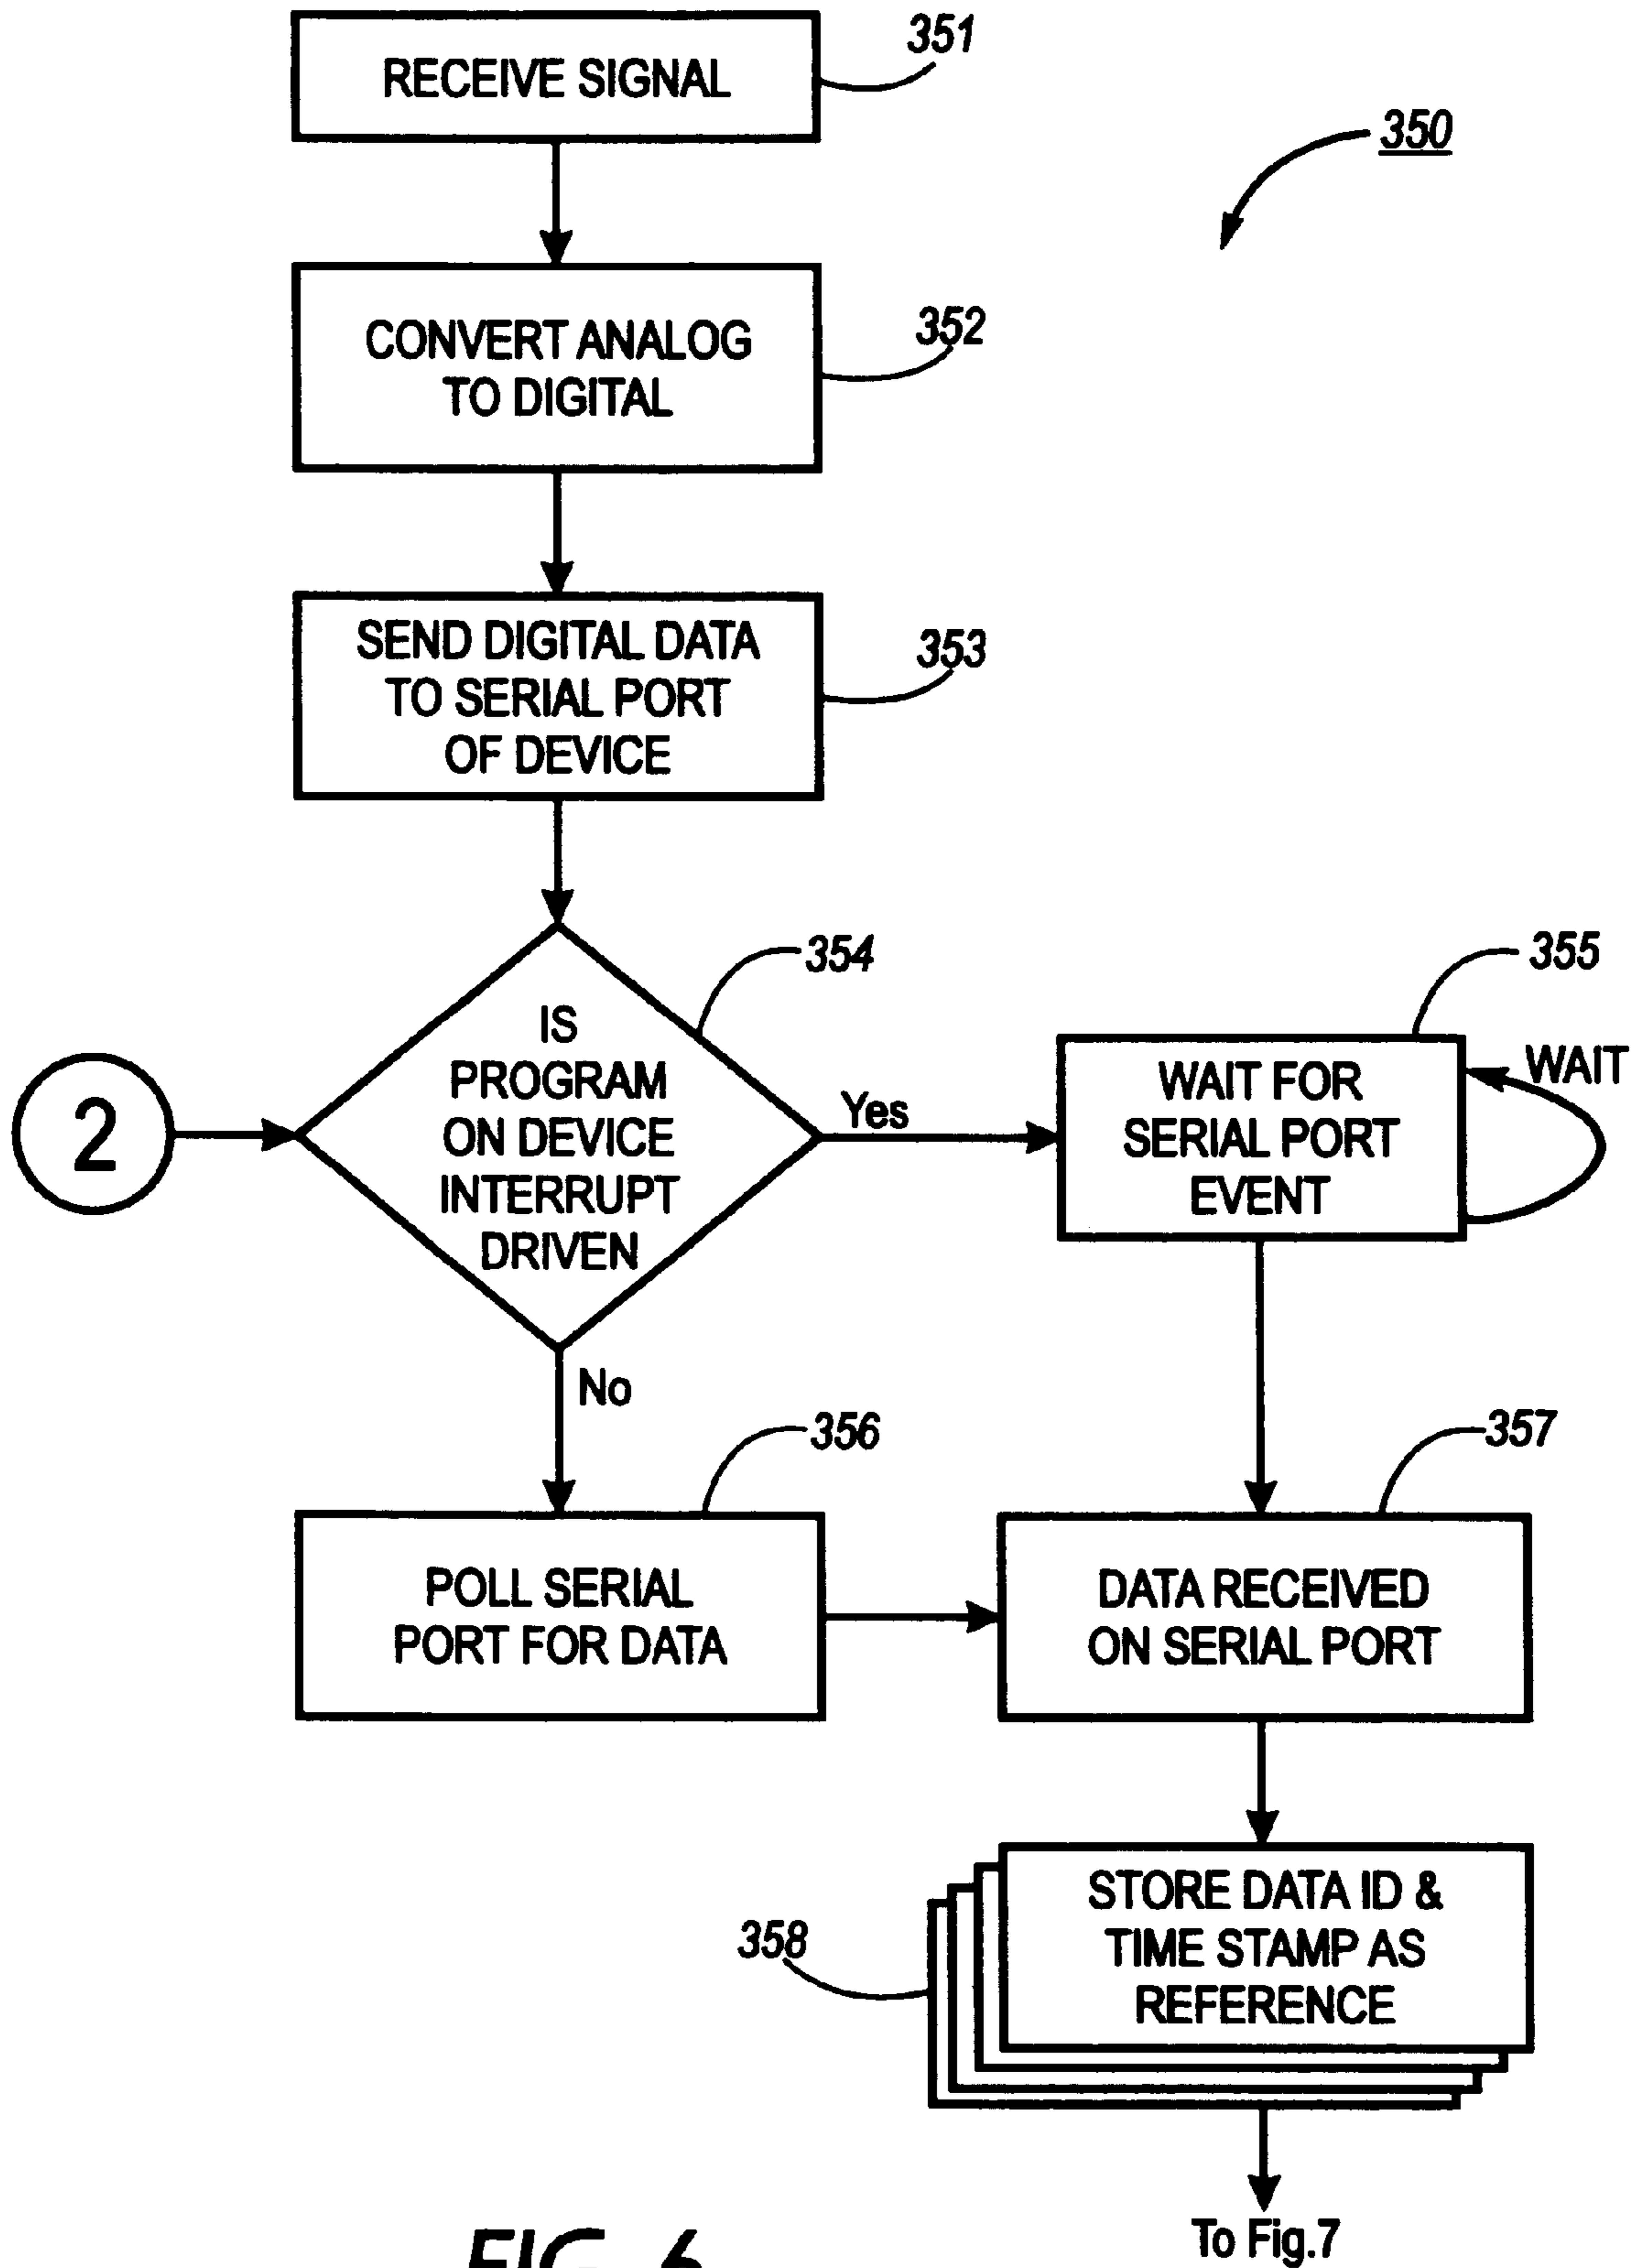 RECEIVE SIGNAL
351
350
CONVERT ANALOG
TO DIGITAL
352
SEND DIGITAL DATA
TO SERIAL PORT
OF DEVICE
353
IS
PROGRAM
ON DEVICE
INTERRUPT
DRIVEN
354
2
Yes
WAIT FOR
SERIAL PORT
EVENT
355
WAIT
No
POLL SERIAL
PORT FOR DATA
356
DATA RECEIVED
ON SERIAL PORT
357
STORE DATA ID &
TIME STAMP AS
REFERENCE
358
To Fig.7
FIG. 6